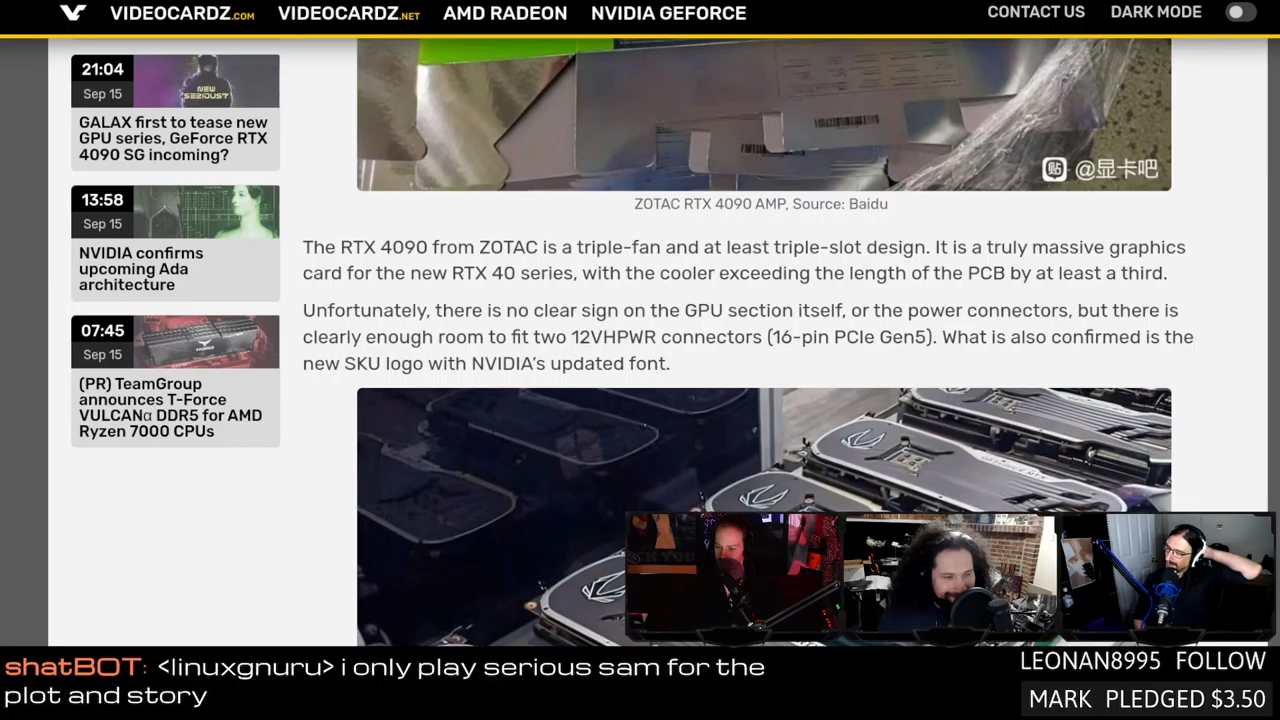 VIDEOCARDZ.COM
VIDEOCARDZ.NET
AMD RADEON
NVIDIA GEFORCE
CONTACT US
DARK MODE
21:04
Sep 15
NEW
SERIOUS?
GALAX first to tease new
GPU series, GeForce RTX
4090 SG incoming?
13:58
Sep 15
NVIDIA confirms
upcoming Ada
architecture
07:45
Sep 15
(PR) TeamGroup
announces T-Force
VULCANα DDR5 for AMD
Ryzen 7000 CPUs
贴 @显卡吧
ZOTAC RTX 4090 AMP, Source: Baidu
The RTX 4090 from ZOTAC is a triple-fan and at least triple-slot design. It is a truly massive graphics
card for the new RTX 40 series, with the cooler exceeding the length of the PCB by at least a third.
Unfortunately, there is no clear sign on the GPU section itself, or the power connectors, but there is
clearly enough room to fit two 12VHPWR connectors (16-pin PCIe Gen5). What is also confirmed is the
new SKU logo with NVIDIA's updated font.
shatBOT: <linuxgnuru> i only play serious sam for the
plot and story
LEONAN8995 FOLLOW
MARK PLEDGED $3.50